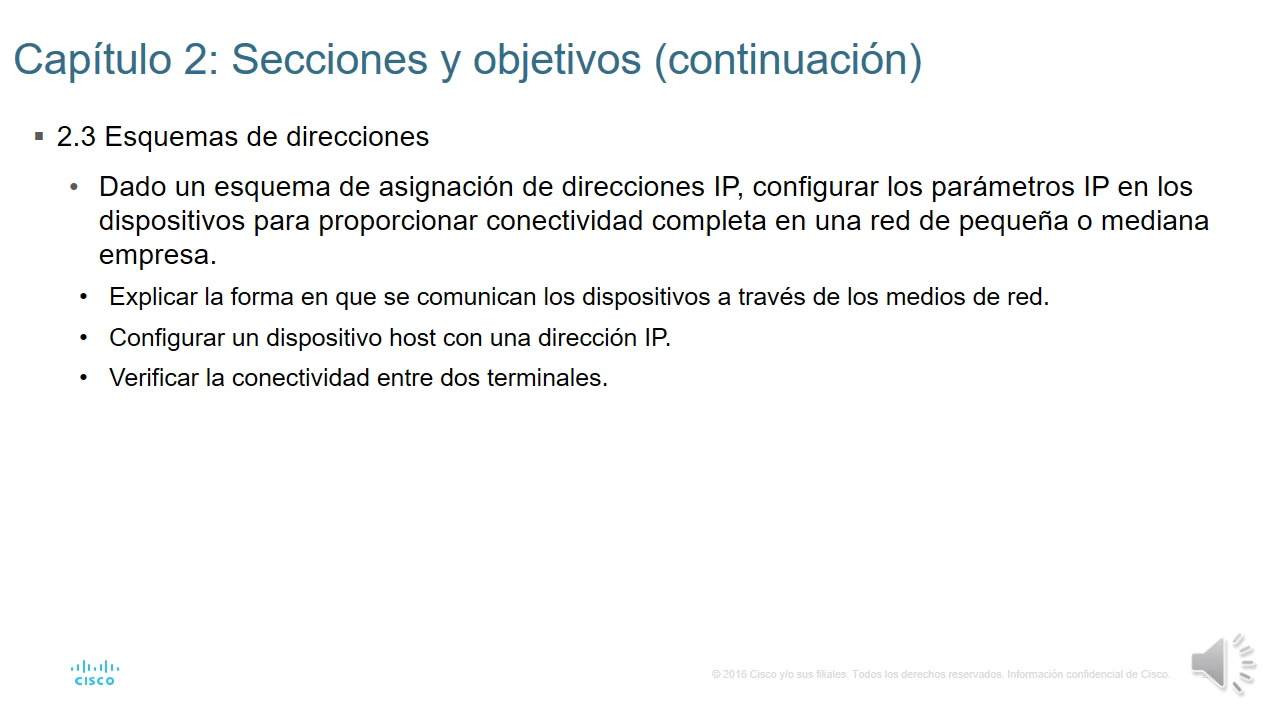 Capítulo 2: Secciones y objetivos (continuación)
▪ 2.3 Esquemas de direcciones
• Dado un esquema de asignación de direcciones IP, configurar los parámetros IP en los
dispositivos para proporcionar conectividad completa en una red de pequeña o mediana
empresa.
• Explicar la forma en que se comunican los dispositivos a través de los medios de red.
• Configurar un dispositivo host con una dirección IP.
• Verificar la conectividad entre dos terminales.
CISCO
© 2016 Cisco y/o sus filiales. Todos los derechos reservados. Información confidencial de Cisco.